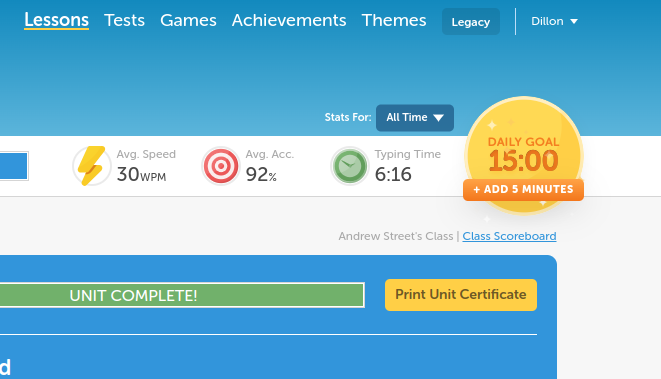 Lessons Tests Games Achievements Themes Legacy Dillon
Stats For: All Time
DAILY GOAL
15:00
+ ADD 5 MINUTES
Avg. Speed
30WPM
Avg. Acc.
92%
Typing Time
6:16
Andrew Street's Class | Class Scoreboard
UNIT COMPLETE!
Print Unit Certificate
d